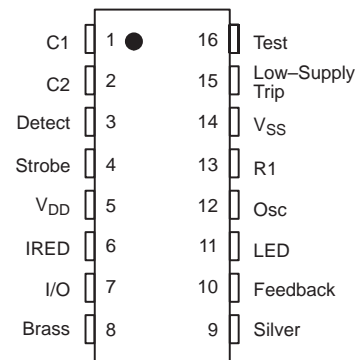 C1 1 16 Test
C2 2 15 Low–Supply Trip
Detect 3 14 VSS
Strobe 4 13 R1
VDD 5 12 Osc
IRED 6 11 LED
I/O 7 10 Feedback
Brass 8 9 Silver